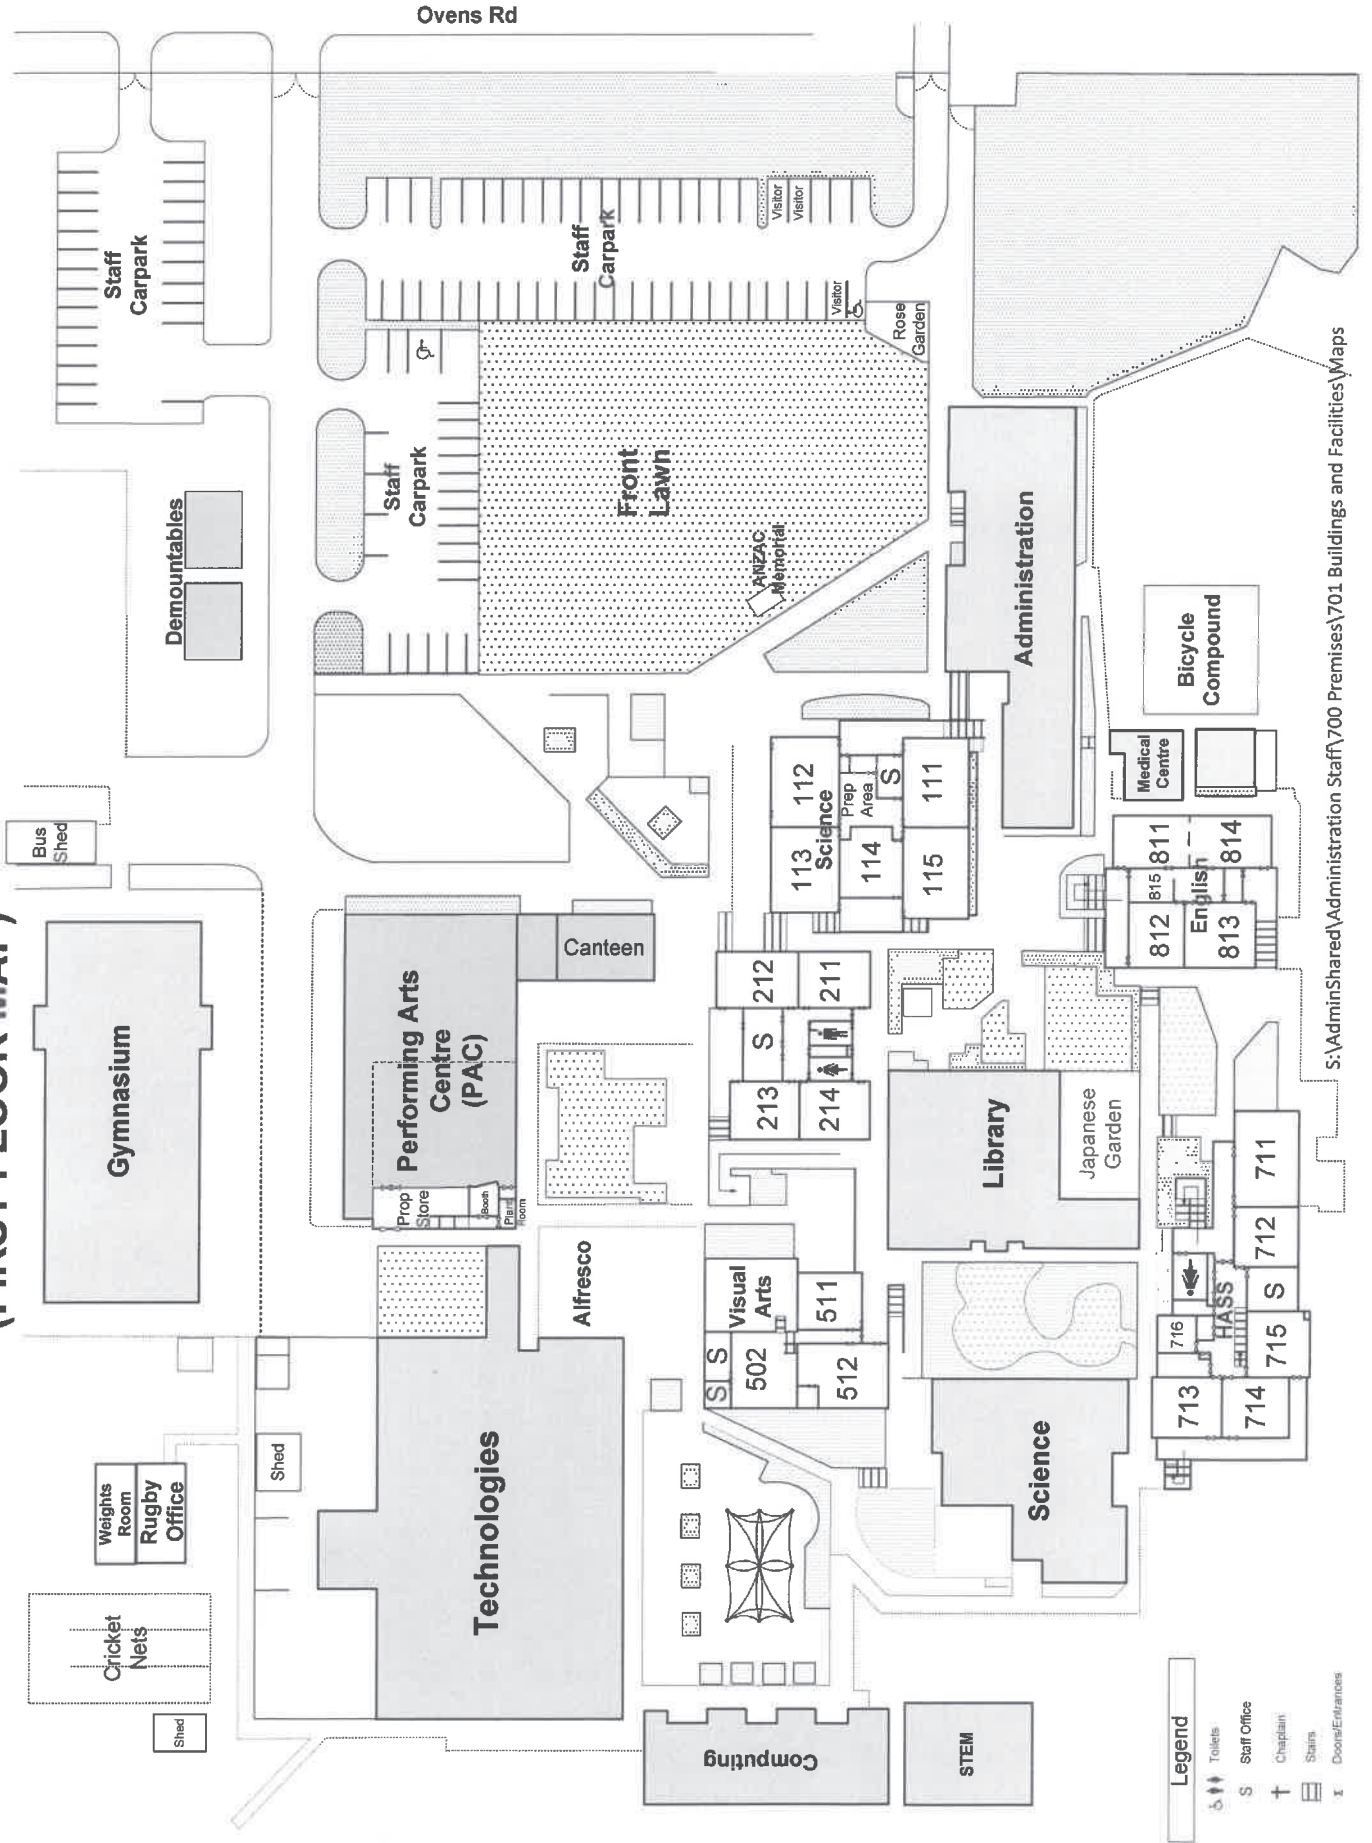 Ovens Rd
Staff
Carpark
Staff
Carpark
Visitor
Visitor
Visitor
Rose
Garden
Staff
Carpark
Front
Lawn
ANZAC
Memorial
Demountables
Administration
Bicycle
Compound
Medical
Centre
Bus
Shed
112
Science
Prep
Area
S
111
113
114
115
811
814
815
English
812
813
Gymnasium
Performing Arts
Centre
(PAC)
Canteen
Prop
Store
Booth
Plant
Room
212
211
S
213
214
Library
Japanese
Garden
711
712
S
HASS
716
715
713
714
Alfresco
Visual
Arts
511
S
S
502
512
Science
Technologies
Shed
Weights
Room
Rugby
Office
Cricket
Nets
Shed
Computing
STEM
Legend
Toilets
S Staff Office
Chaplain
Stairs
Doors/Entrances
S:\AdminShared\Administration Staff\700 Premises\701 Buildings and Facilities\Maps